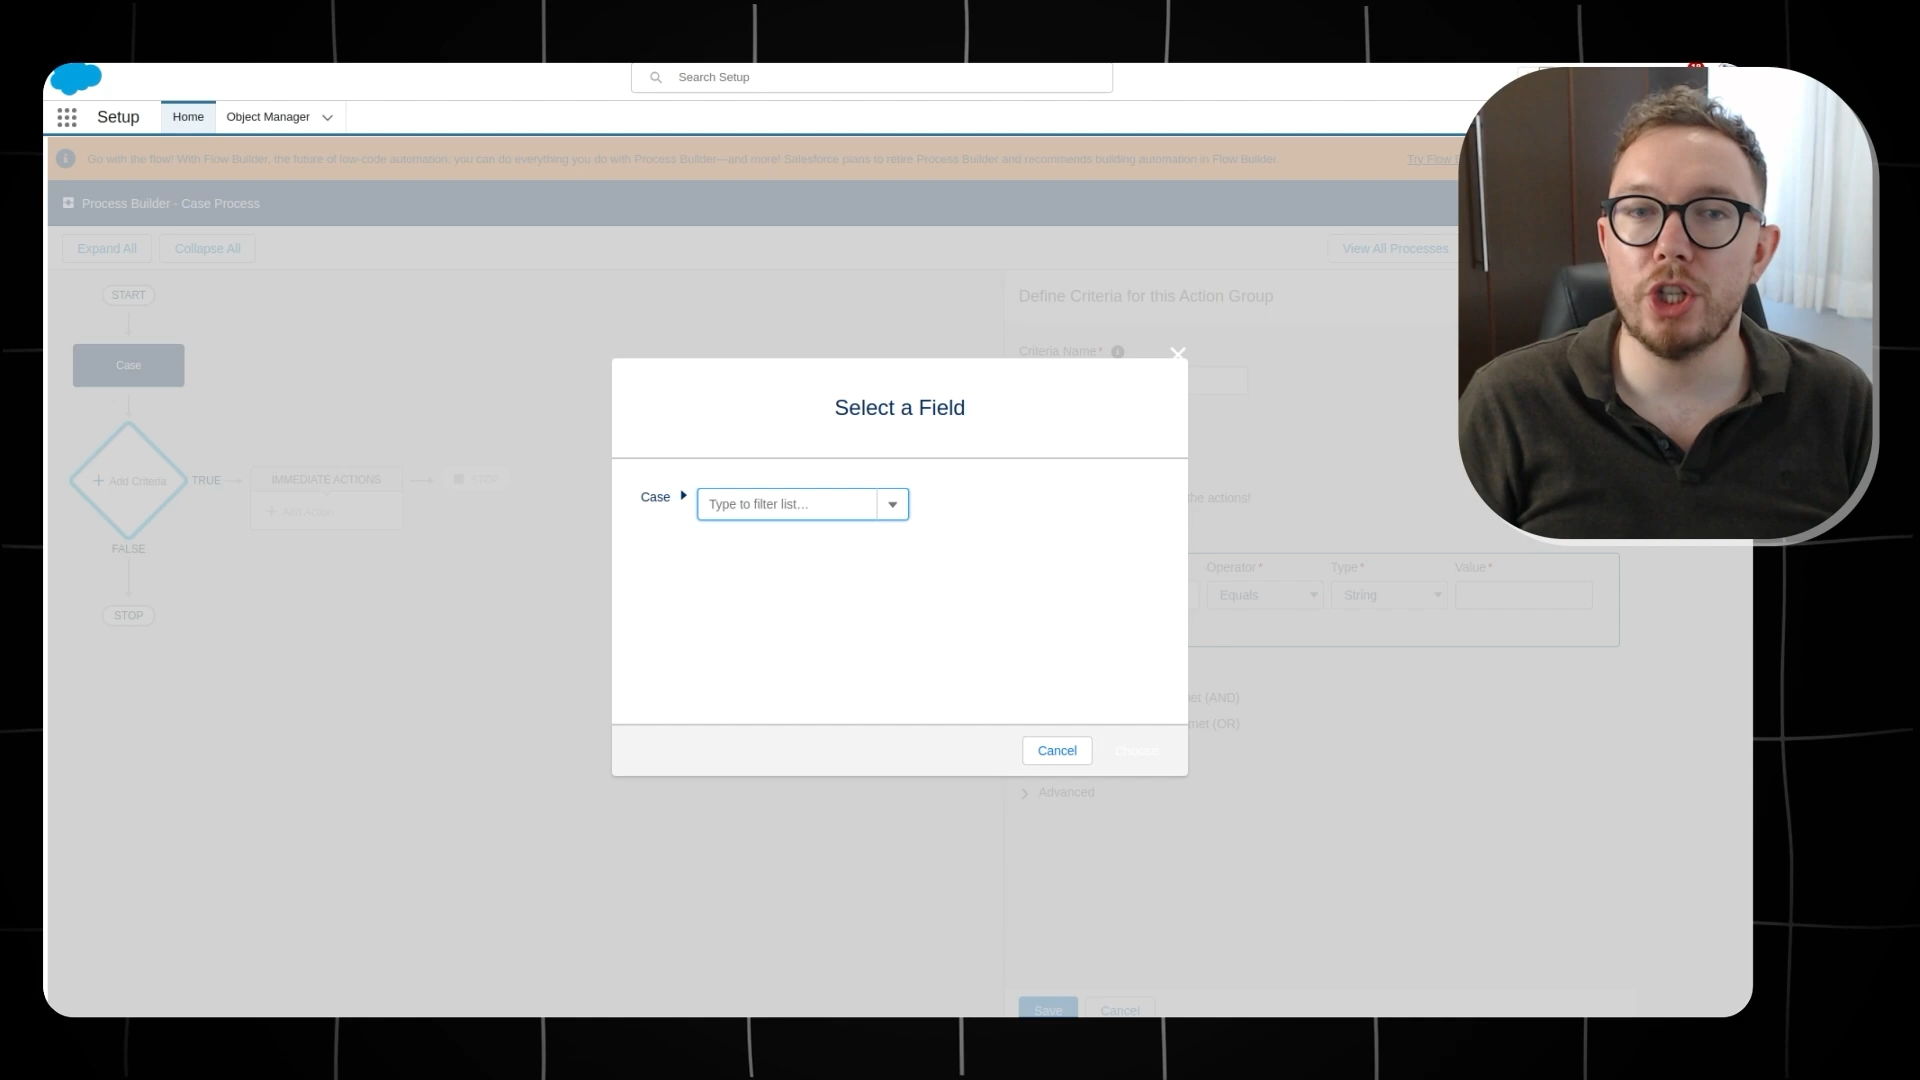 Search Setup
Setup
Home
Object Manager
Go with the flow! With Flow Builder, the future of low-code automation, you can do everything you do with Process Builder—and more! Salesforce plans to retire Process Builder and recommends building automation in Flow Builder.
Try Flow
Process Builder - Case Process
Expand All
Collapse All
View All Processes
START
Case
Add Criteria
TRUE
IMMEDIATE ACTIONS
STOP
Add Action
FALSE
STOP
Define Criteria for this Action Group
Criteria Name*
the actions!
Operator*
Type*
Value*
Equals
String
(AND)
met (OR)
Advanced
Save
Cancel
Select a Field
Case
Type to filter list...
Cancel
Choose